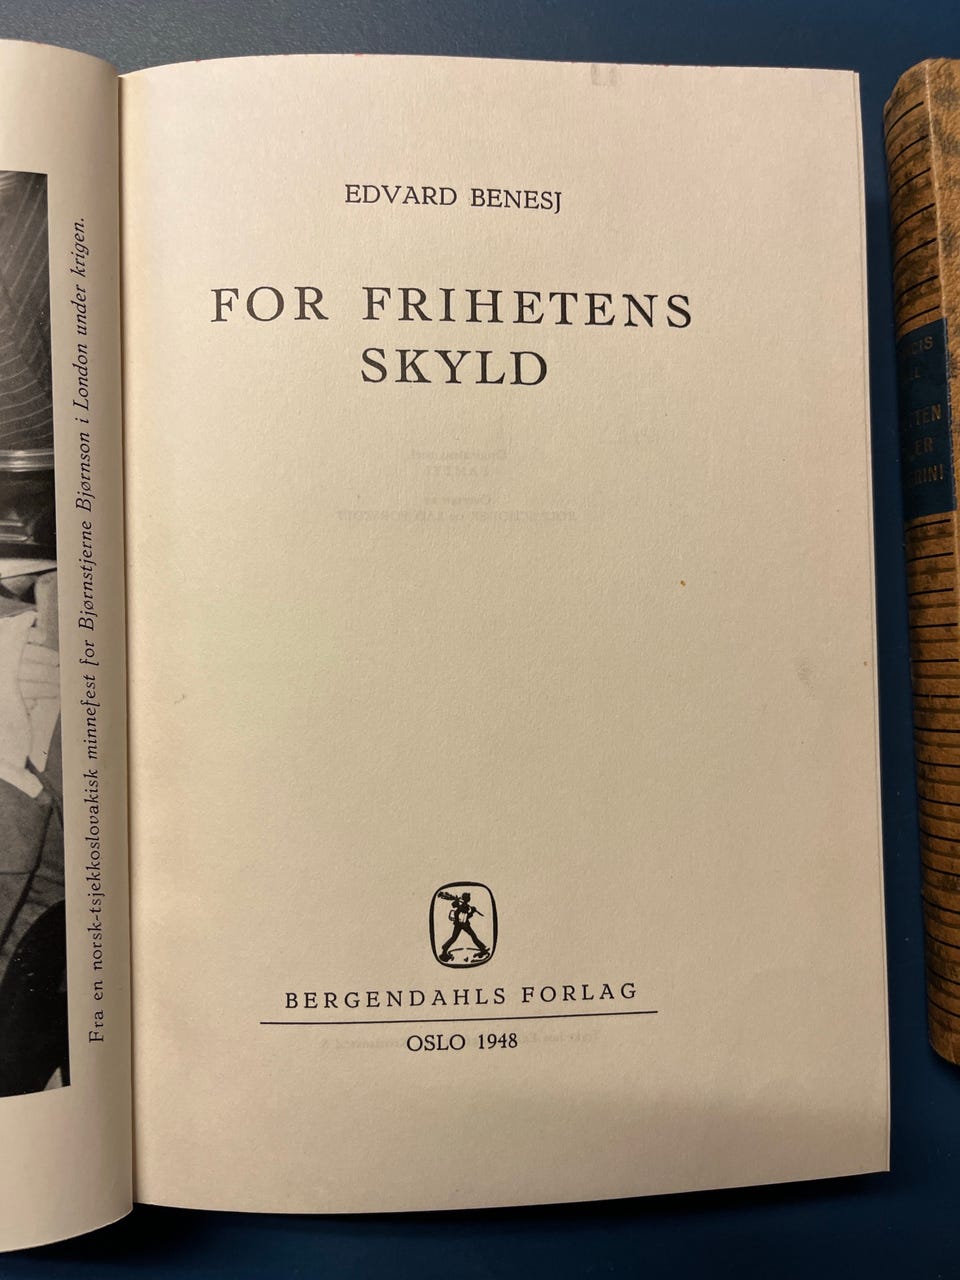 Fra en norsk-tsjekkoslovakisk minnefest for Bjørnstjerne Bjørnson i London under krigen.
EDVARD BENESJ
FOR FRIHETENS
SKYLD
BERGENDAHLS FORLAG
OSLO 1948